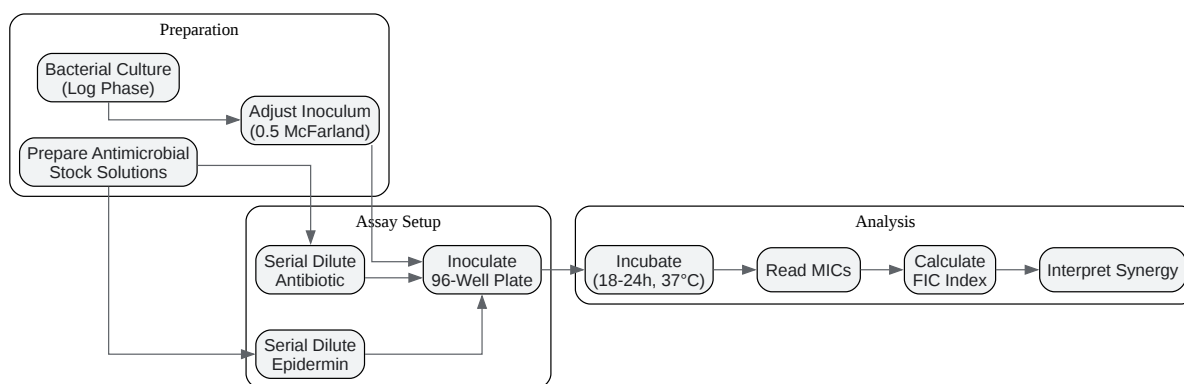 Preparation
Bacterial Culture
(Log Phase)
Adjust Inoculum
(0.5 McFarland)
Prepare Antimicrobial
Stock Solutions
Assay Setup
Serial Dilute
Antibiotic
Inoculate
96-Well Plate
Serial Dilute
Epidermin
Analysis
Incubate
(18-24h, 37°C)
Read MICs
Calculate
FIC Index
Interpret Synergy